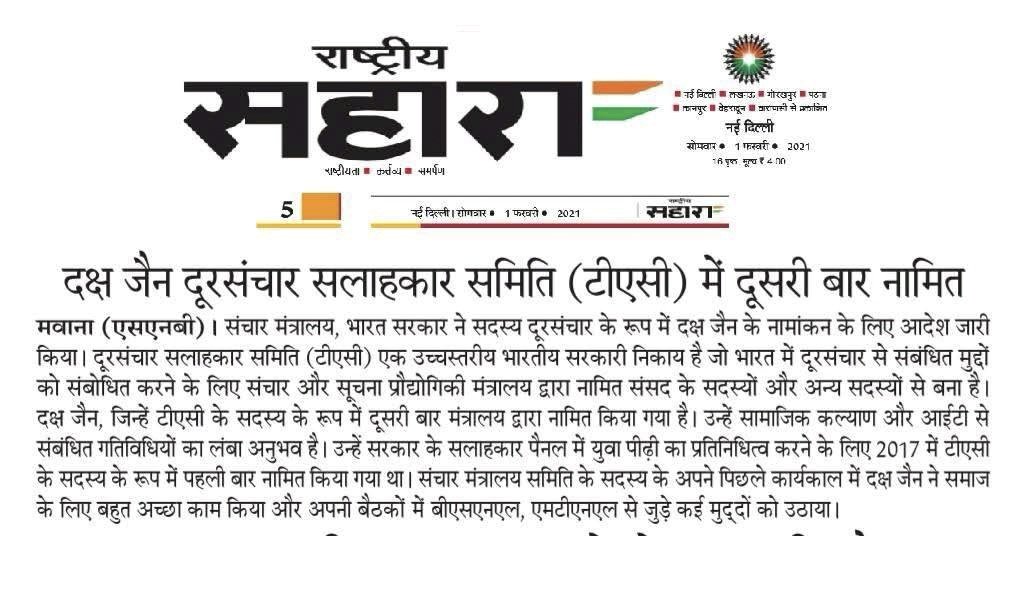 राष्ट्रीय
सहारा
राष्ट्रीयता ■ कर्त्तव्य ■ समर्पण
■ नई दिल्ली ■ लखनऊ ■ गोरखपुर ■ पटना
■ कानपुर ■ देहरादून ■ वाराणसी से प्रकाशित
नई दिल्ली
सोमवार ● 1 फरवरी ● 2021
16 पृष्ठ, मूल्य ₹ 4.00
5
नई दिल्ली। सोमवार ● 1 फरवरी ● 2021
राष्ट्रीय
सहारा
दक्ष जैन दूरसंचार सलाहकार समिति (टीएसी) में दूसरी बार नामित
मवाना (एसएनबी)। संचार मंत्रालय, भारत सरकार ने सदस्य दूरसंचार के रूप में दक्ष जैन के नामांकन के लिए आदेश जारी
किया। दूरसंचार सलाहकार समिति (टीएसी) एक उच्चस्तरीय भारतीय सरकारी निकाय है जो भारत में दूरसंचार से संबंधित मुद्दों
को संबोधित करने के लिए संचार और सूचना प्रौद्योगिकी मंत्रालय द्वारा नामित संसद के सदस्यों और अन्य सदस्यों से बना है।
दक्ष जैन, जिन्हें टीएसी के सदस्य के रूप में दूसरी बार मंत्रालय द्वारा नामित किया गया है। उन्हें सामाजिक कल्याण और आईटी से
संबंधित गतिविधियों का लंबा अनुभव है। उन्हें सरकार के सलाहकार पैनल में युवा पीढ़ी का प्रतिनिधित्व करने के लिए 2017 में टीएसी
के सदस्य के रूप में पहली बार नामित किया गया था। संचार मंत्रालय समिति के सदस्य के अपने पिछले कार्यकाल में दक्ष जैन ने समाज
के लिए बहुत अच्छा काम किया और अपनी बैठकों में बीएसएनएल, एमटीएनएल से जुड़े कई मुद्दों को उठाया।